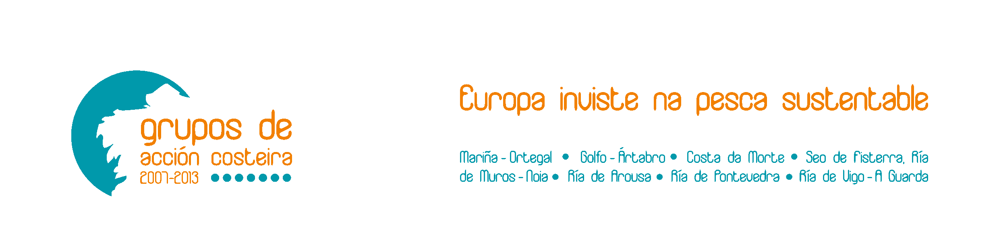 grupos de
acción costeira
2007-2013
Europa inviste na pesca sustentable
Mariña - Ortegal • Golfo - Ártabro • Costa da Morte • Seo de Fisterra, Ría
de Muros - Noia • Ría de Arousa • Ría de Pontevedra • Ría de Vigo - A Guarda